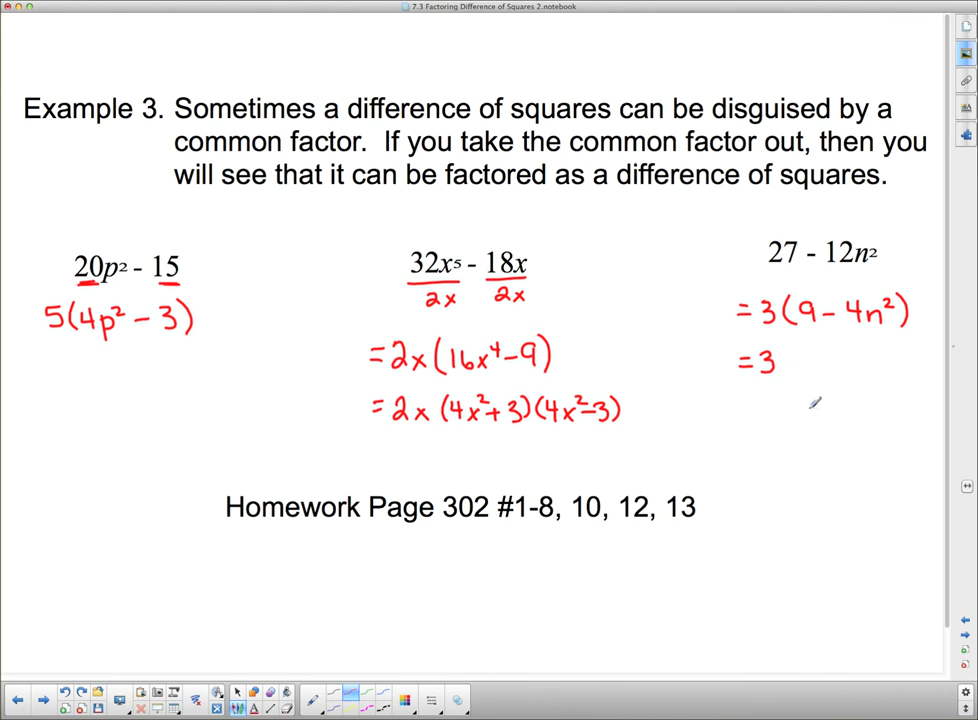 7.3 Factoring Difference of Squares 2.notebook
Example 3. Sometimes a difference of squares can be disguised by a
common factor. If you take the common factor out, then you
will see that it can be factored as a difference of squares.
20p² - 15
5(4p² - 3)
32x⁵ - 18x
2x 2x
= 2x(16x⁴ - 9)
= 2x(4x² + 3)(4x² - 3)
27 - 12n²
= 3(9 - 4n²)
= 3
Homework Page 302 #1-8, 10, 12, 13